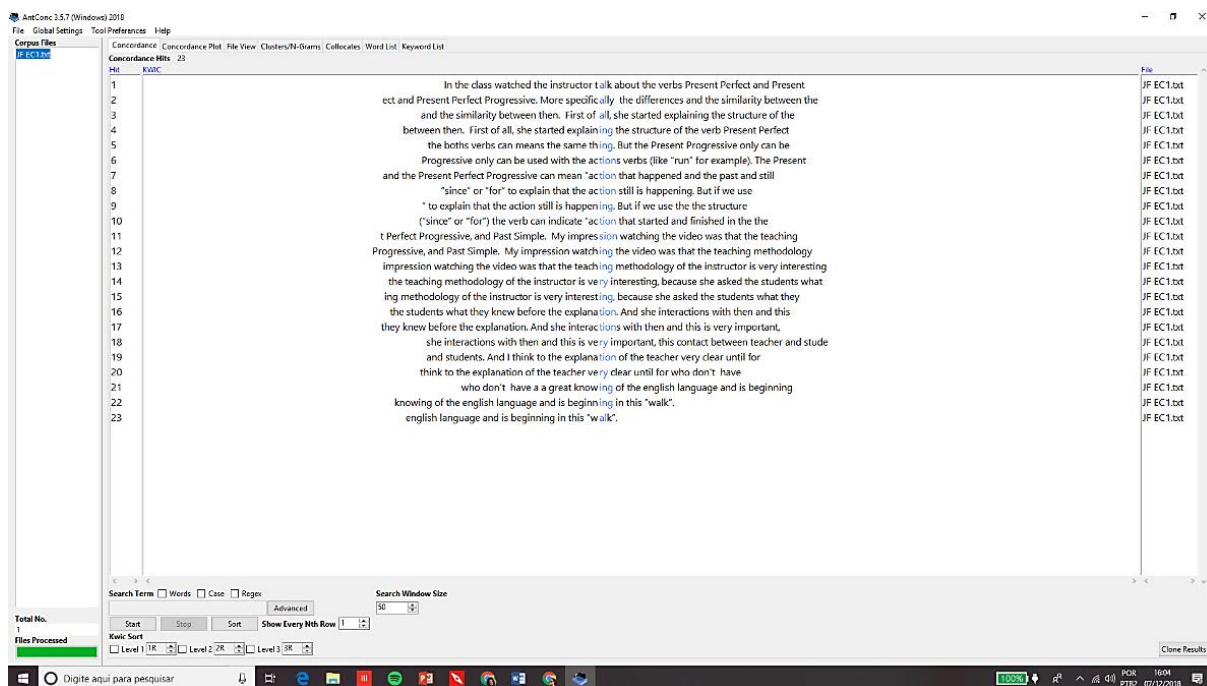 AntConc 3.5.7 (Windows) 2018
File Global Settings Tool Preferences Help
Corpus Files
JF EC1.txt
Concordance Concordance Plot File View Clusters/N-Grams Collocates Word List Keyword List
Concordance Hits 23
Hit KWIC File
1 In the class watched the instructor talk about the verbs Present Perfect and Present JF EC1.txt
2 ect and Present Perfect Progressive. More specifically the differences and the similarity between the JF EC1.txt
3 and the similarity between then. First of all, she started explaining the structure of the JF EC1.txt
4 between then. First of all, she started explaining the structure of the verb Present Perfect JF EC1.txt
5 the boths verbs can means the same thing. But the Present Progressive only can be JF EC1.txt
6 Progressive only can be used with the actions verbs (like "run" for example). The Present JF EC1.txt
7 and the Present Perfect Progressive can mean "action that happened and the past and still JF EC1.txt
8 "since" or "for" to explain that the action still is happening. But if we use JF EC1.txt
9 " to explain that the action still is happening. But if we use the the structure JF EC1.txt
10 ("since" or "for") the verb can indicate "action that started and finished in the the JF EC1.txt
11 t Perfect Progressive, and Past Simple. My impression watching the video was that the teaching JF EC1.txt
12 Progressive, and Past Simple. My impression watching the video was that the teaching methodology JF EC1.txt
13 impression watching the video was that the teaching methodology of the instructor is very interesting JF EC1.txt
14 the teaching methodology of the instructor is very interesting, because she asked the students what JF EC1.txt
15 ing methodology of the instructor is very interesting, because she asked the students what they JF EC1.txt
16 the students what they knew before the explanation. And she interactions with then and this JF EC1.txt
17 they knew before the explanation. And she interactions with then and this is very important, JF EC1.txt
18 she interactions with then and this is very important, this contact between teacher and stude JF EC1.txt
19 and students. And I think to the explanation of the teacher very clear until for JF EC1.txt
20 think to the explanation of the teacher very clear until for who don't have JF EC1.txt
21 who don't have a a great knowing of the english language and is beginning JF EC1.txt
22 knowing of the english language and is beginning in this "walk". JF EC1.txt
23 english language and is beginning in this "walk". JF EC1.txt
Search Term Words Case Regex Search Window Size
Advanced 50
Total No.
1
Start Stop Sort Show Every Nth Row 1
Files Processed
Kwic Sort
Level 1 1R Level 2 2R Level 3 3R Clone Results
Digite aqui para pesquisar 100% POR 16:04
PTB2 07/12/2018